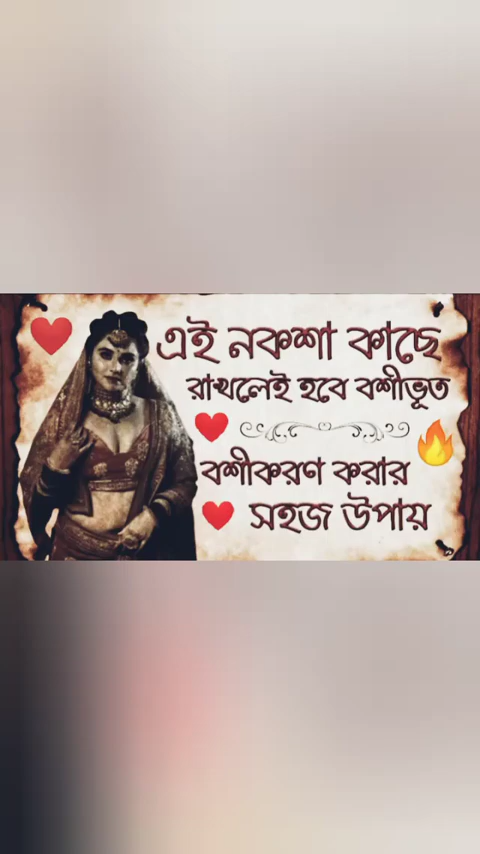 এই নকশা কাছে
রাখলেই হবে বশীভূত
বশীকরণ করার
সহজ উপায়